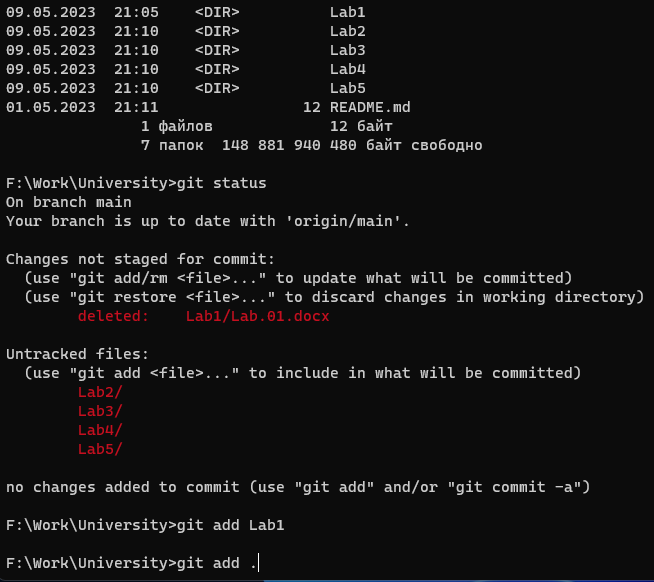 09.05.2023  21:05    <DIR>          Lab1
09.05.2023  21:10    <DIR>          Lab2
09.05.2023  21:10    <DIR>          Lab3
09.05.2023  21:10    <DIR>          Lab4
09.05.2023  21:10    <DIR>          Lab5
01.05.2023  21:11                12 README.md
               1 файлов             12 байт
               7 папок  148 881 940 480 байт свободно

F:\Work\University>git status
On branch main
Your branch is up to date with 'origin/main'.

Changes not staged for commit:
  (use "git add/rm <file>..." to update what will be committed)
  (use "git restore <file>..." to discard changes in working directory)
        deleted:    Lab1/Lab.01.docx

Untracked files:
  (use "git add <file>..." to include in what will be committed)
        Lab2/
        Lab3/
        Lab4/
        Lab5/

no changes added to commit (use "git add" and/or "git commit -a")

F:\Work\University>git add Lab1

F:\Work\University>git add .